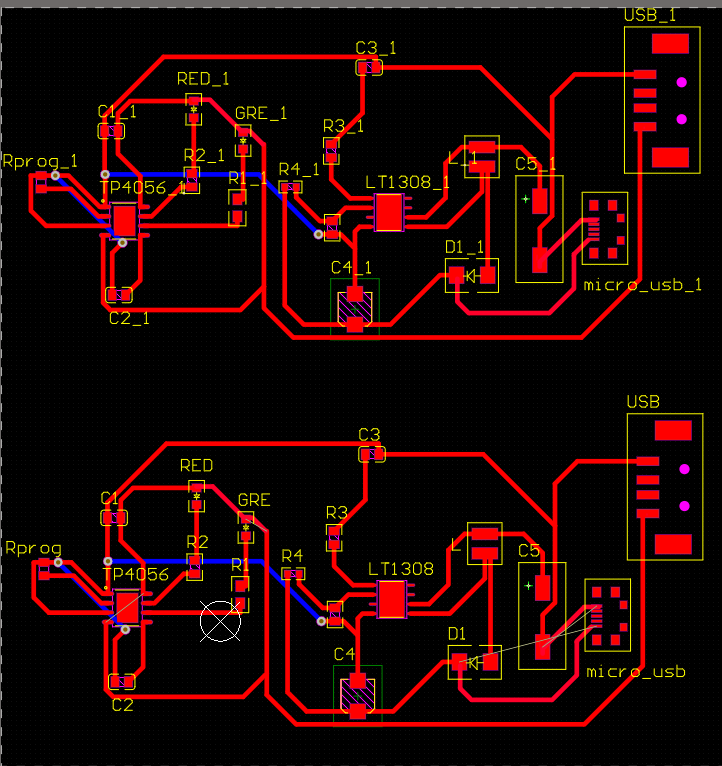 USB_1
C3_1
RED_1
C1_1
GRE_1
R3_1
Rprog_1
R2_1
R4_1
L_1
C5_1
TP4056_1
R1_1
LT1308_1
D1_1
C4_1
micro_usb_1
C2_1
USB
C3
RED
C1
GRE
R3
Rprog
R2
R4
L
C5
TP4056
R1
LT1308
D1
C4
micro_usb
C2